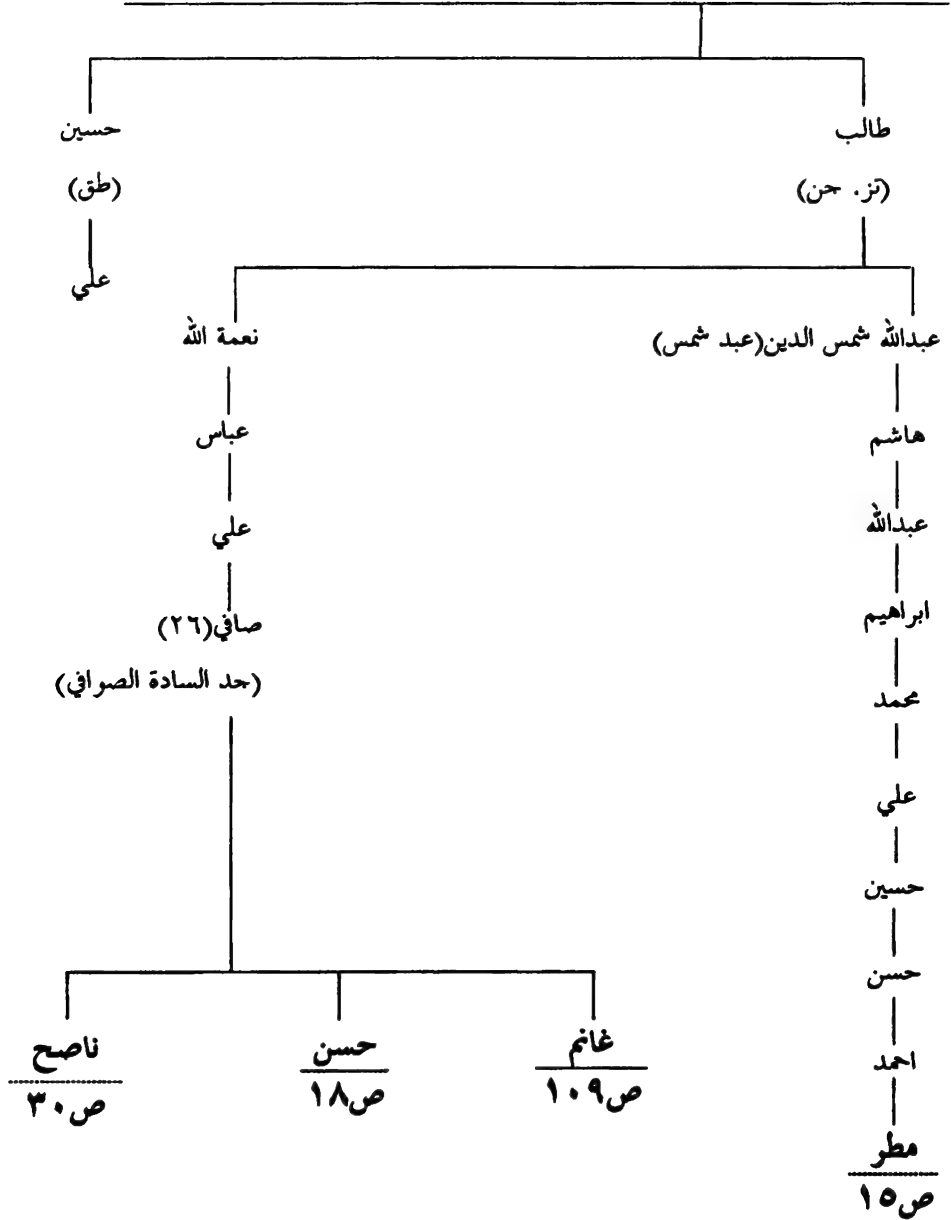 طالب
(تز. حن)
حسين
(طق)
علي
عبدالله شمس الدين(عبد شمس)
هاشم
عبدالله
ابراهيم
محمد
علي
حسين
حسن
احمد
مطر
ص١٥
نعمة الله
عباس
علي
صافي(٢٦)
(جد السادة الصوافي)
غانم
ص١٠٩
حسن
ص١٨
ناصح
ص٣٠